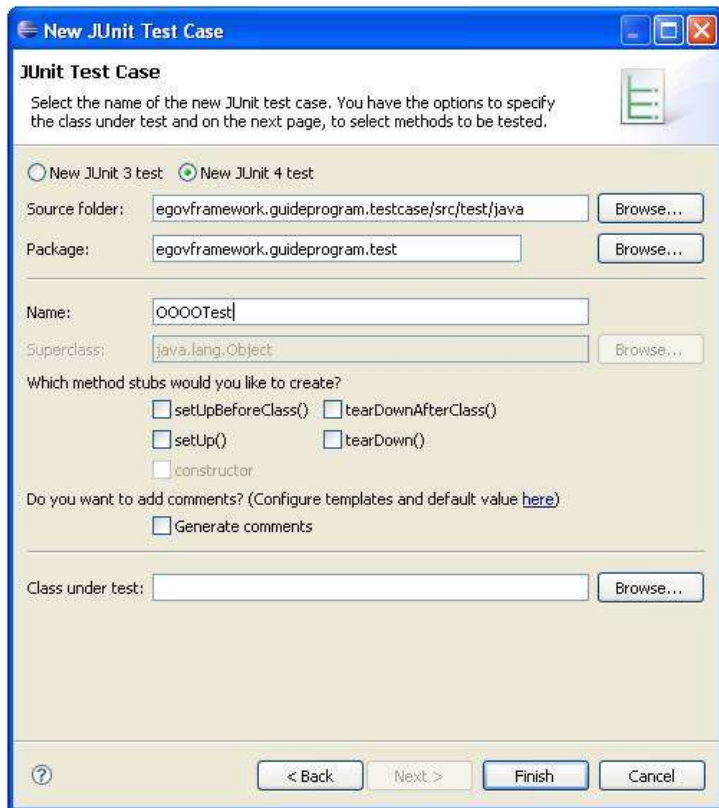 New JUnit Test Case
JUnit Test Case
Select the name of the new JUnit test case. You have the options to specify
the class under test and on the next page, to select methods to be tested.
New JUnit 3 test New JUnit 4 test
Source folder: egovframework.guideprogram.testcase/src/test/java Browse...
Package: egovframework.guideprogram.test Browse...
Name: OOOOTest
Superclass: java.lang.Object Browse...
Which method stubs would you like to create?
setUpBeforeClass() tearDownAfterClass()
setUp() tearDown()
constructor
Do you want to add comments? (Configure templates and default value here)
Generate comments
Class under test: Browse...
? < Back Next > Finish Cancel